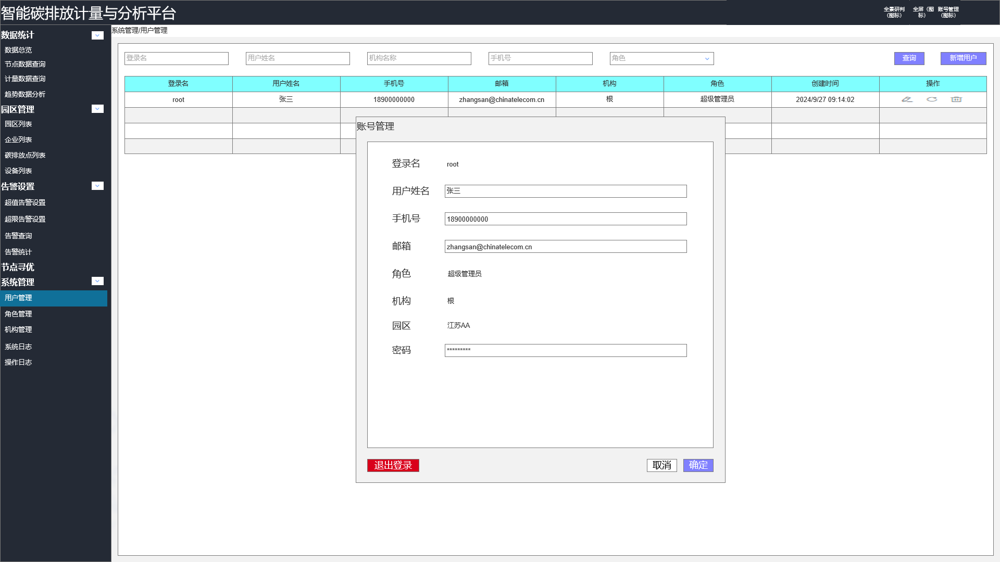 智能碳排放计量与分析平台
全景研判（图标） 全屏（图标） 账号管理（图标）
数据统计
数据总览
节点数据查询
计量数据查询
趋势数据分析
园区管理
园区列表
企业列表
碳排放点列表
设备列表
告警设置
超值告警设置
超限告警设置
告警查询
告警统计
节点寻优
系统管理
用户管理
角色管理
机构管理
系统日志
操作日志
系统管理/用户管理
登录名 用户姓名 机构名称 手机号 角色 查询 新增用户
登录名 用户姓名 手机号 邮箱 机构 角色 创建时间 操作
root 张三 18900000000 zhangsan@chinatelecom.cn 根 超级管理员 2024/9/27 09:14:02
账号管理
登录名 root
用户姓名 张三
手机号 18900000000
邮箱 zhangsan@chinatelecom.cn
角色 超级管理员
机构 根
园区 江苏AA
密码 *********
退出登录 取消 确定